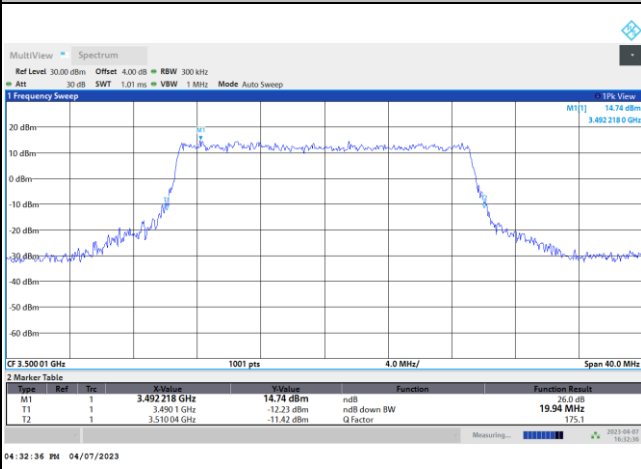 MultiView Spectrum
Ref Level 30.00 dBm Offset 4.00 dB RBW 300 kHz
Att 30 dB SWT 1.01 ms VBW 1 MHz Mode Auto Sweep
1 Frequency Sweep 1Pk View
M1[1] 14.74 dBm
3.492 218 0 GHz
M1
20 dBm
10 dBm
0 dBm
-10 dBm
-20 dBm
-30 dBm
-40 dBm
-50 dBm
-60 dBm
CF 3.500 01 GHz 1001 pts 4.0 MHz/ Span 40.0 MHz
2 Marker Table
Type Ref Trc X-Value Y-Value Function Function Result
M1 1 3.492 218 GHz 14.74 dBm ndB 26.0 dB
T1 1 3.490 1 GHz -12.23 dBm ndB down BW 19.94 MHz
T2 1 3.510 04 GHz -11.42 dBm Q Factor 175.1
Measuring... 2023-04-07
16:32:36
04:32:36 PM 04/07/2023